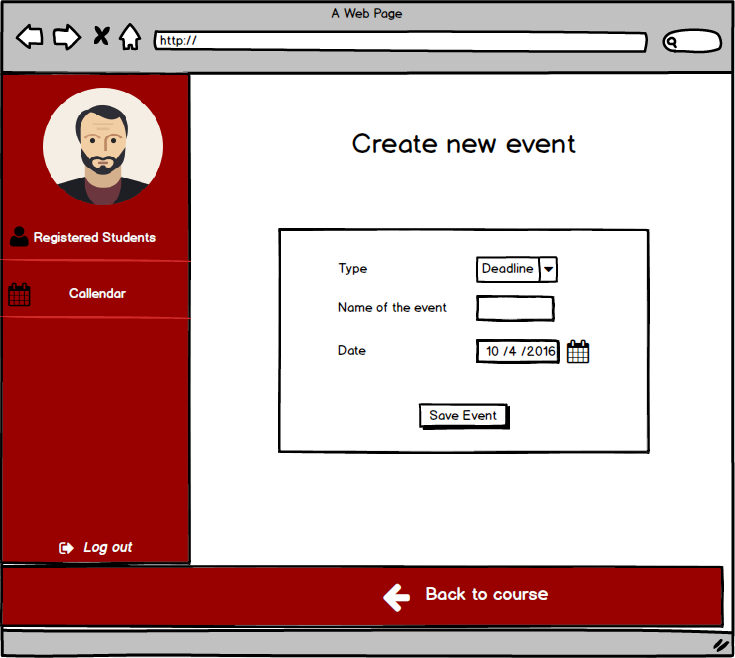 A Web Page
http://
Registered Students
Callendar
Log out
Create new event
Type
Deadline
Name of the event
Date
10 /4 /2016
Save Event
Back to course